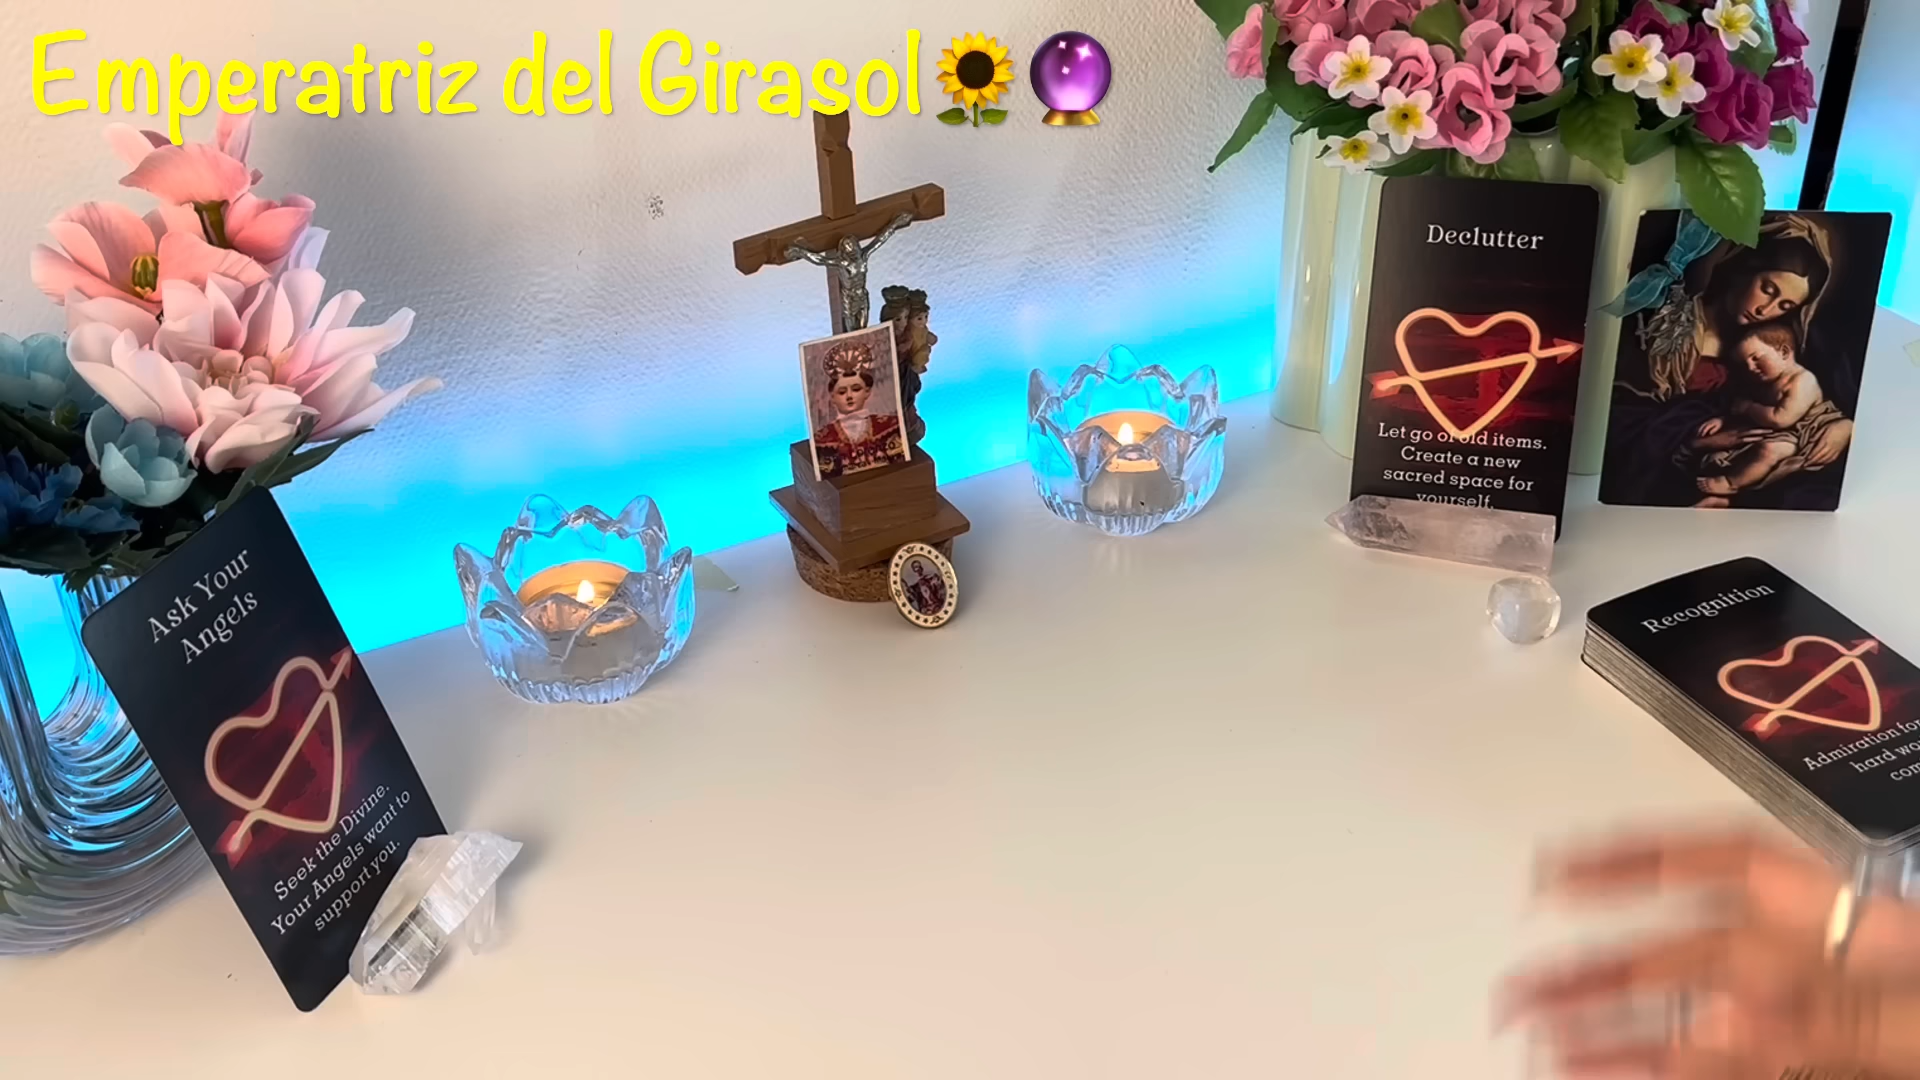 Emperatriz del Girasol
Declutter
Let go of old items.
Create a new
sacred space for
yourself.
Ask Your
Angels
Seek the Divine.
Your Angels want to
support you.
Recognition
Admiration for
hard